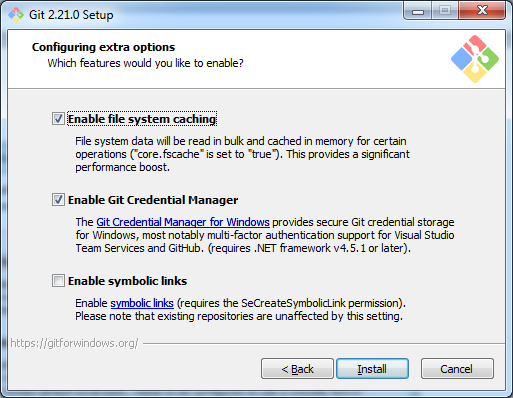 Git 2.21.0 Setup
Configuring extra options
Which features would you like to enable?
Enable file system caching
File system data will be read in bulk and cached in memory for certain
operations ("core.fscache" is set to "true"). This provides a significant
performance boost.
Enable Git Credential Manager
The Git Credential Manager for Windows provides secure Git credential storage
for Windows, most notably multi-factor authentication support for Visual Studio
Team Services and GitHub. (requires .NET framework v4.5.1 or later).
Enable symbolic links
Enable symbolic links (requires the SeCreateSymbolicLink permission).
Please note that existing repositories are unaffected by this setting.
https://gitforwindows.org/
< Back
Install
Cancel